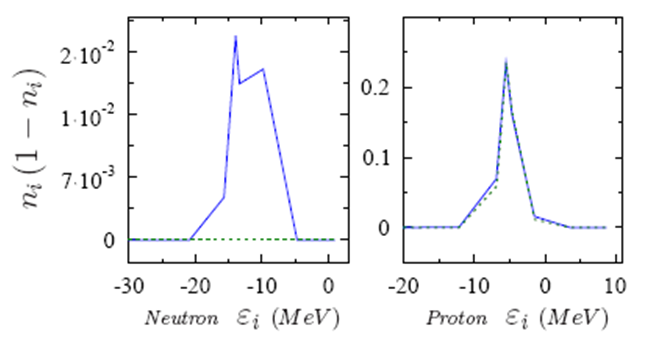 n_i (1 − n_i)
2·10⁻²
1·10⁻²
7·10⁻³
0
-30 -20 -10 0
Neutron ε_i (MeV)
0.2
0.1
0
-20 -10 0 10
Proton ε_i (MeV)